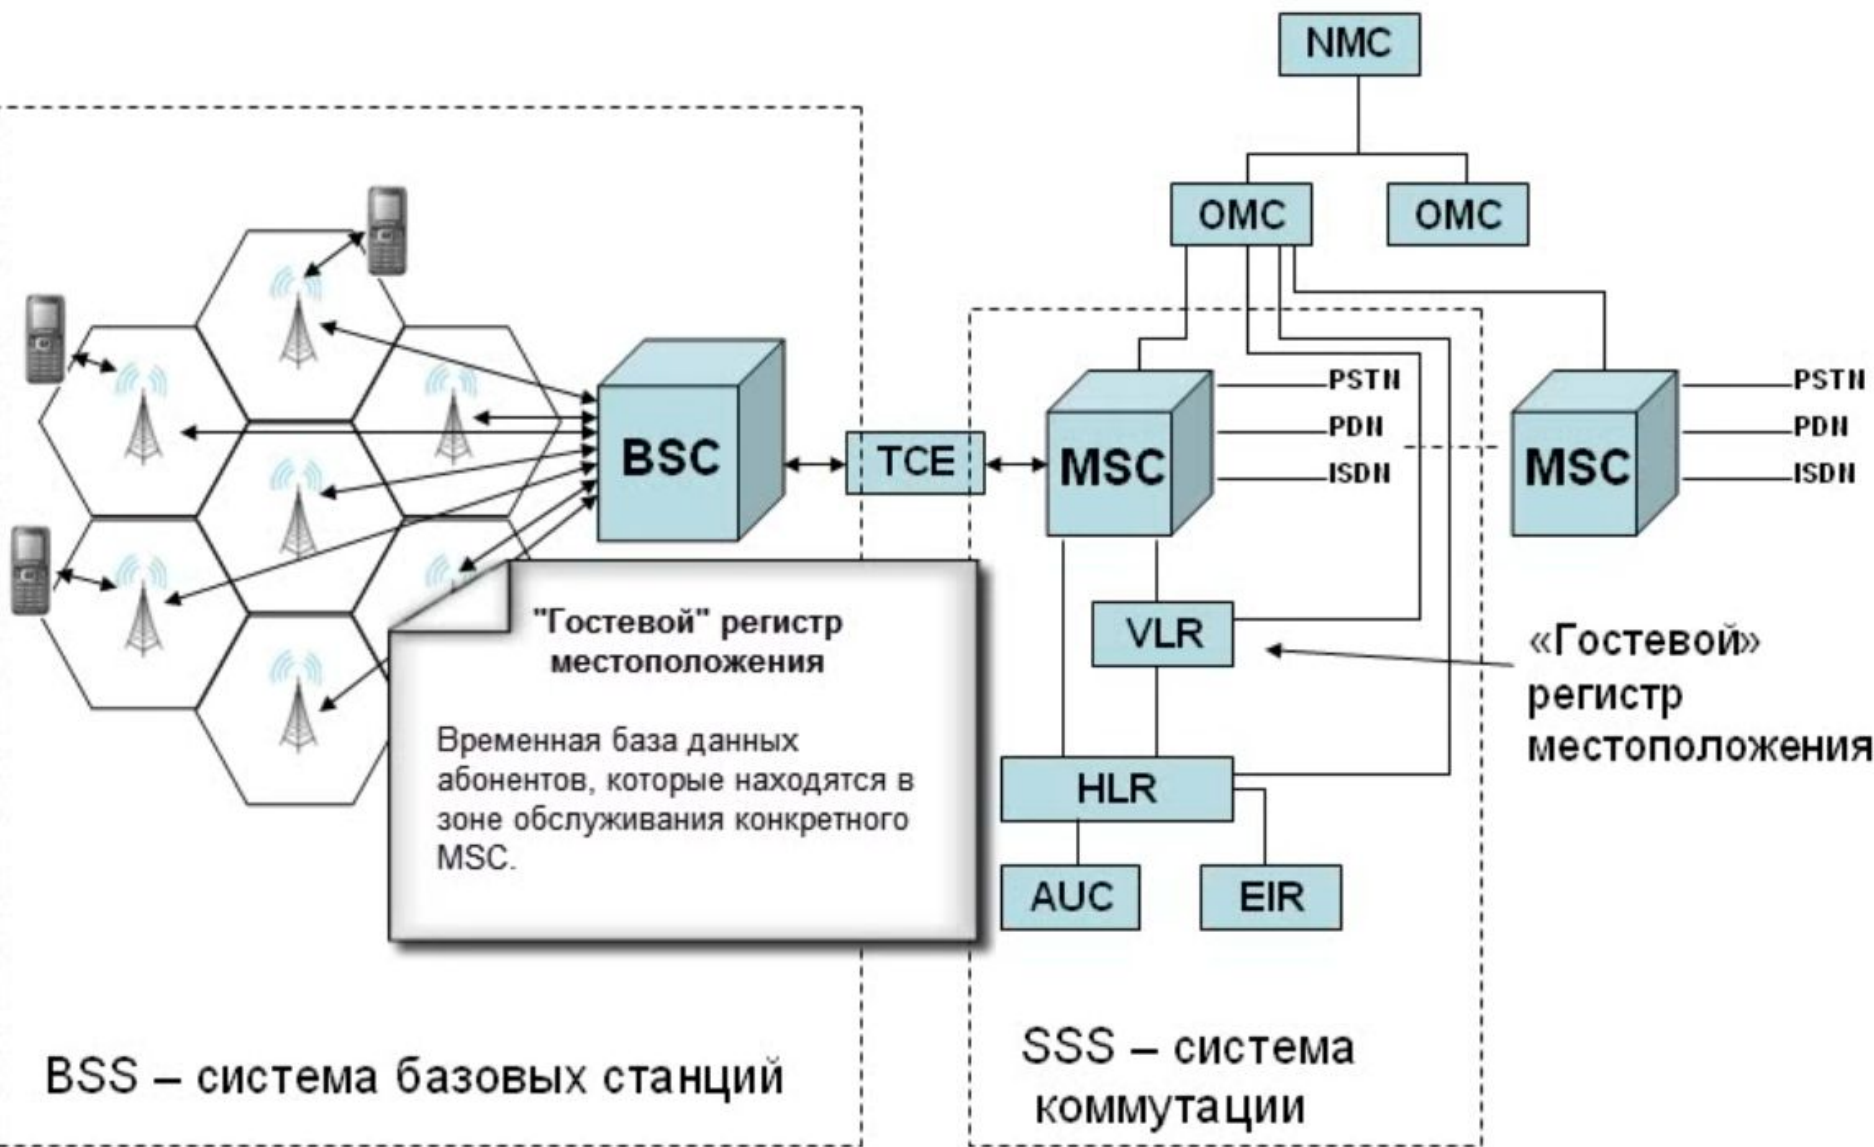 NMC
OMC
OMC
BSC
TCE
MSC
PSTN
PDN
ISDN
MSC
PSTN
PDN
ISDN
VLR
«Гостевой»
регистр
местоположения
"Гостевой" регистр
местоположения
Временная база данных
абонентов, которые находятся в
зоне обслуживания конкретного
MSC.
HLR
AUC
EIR
BSS – система базовых станций
SSS – система
коммутации